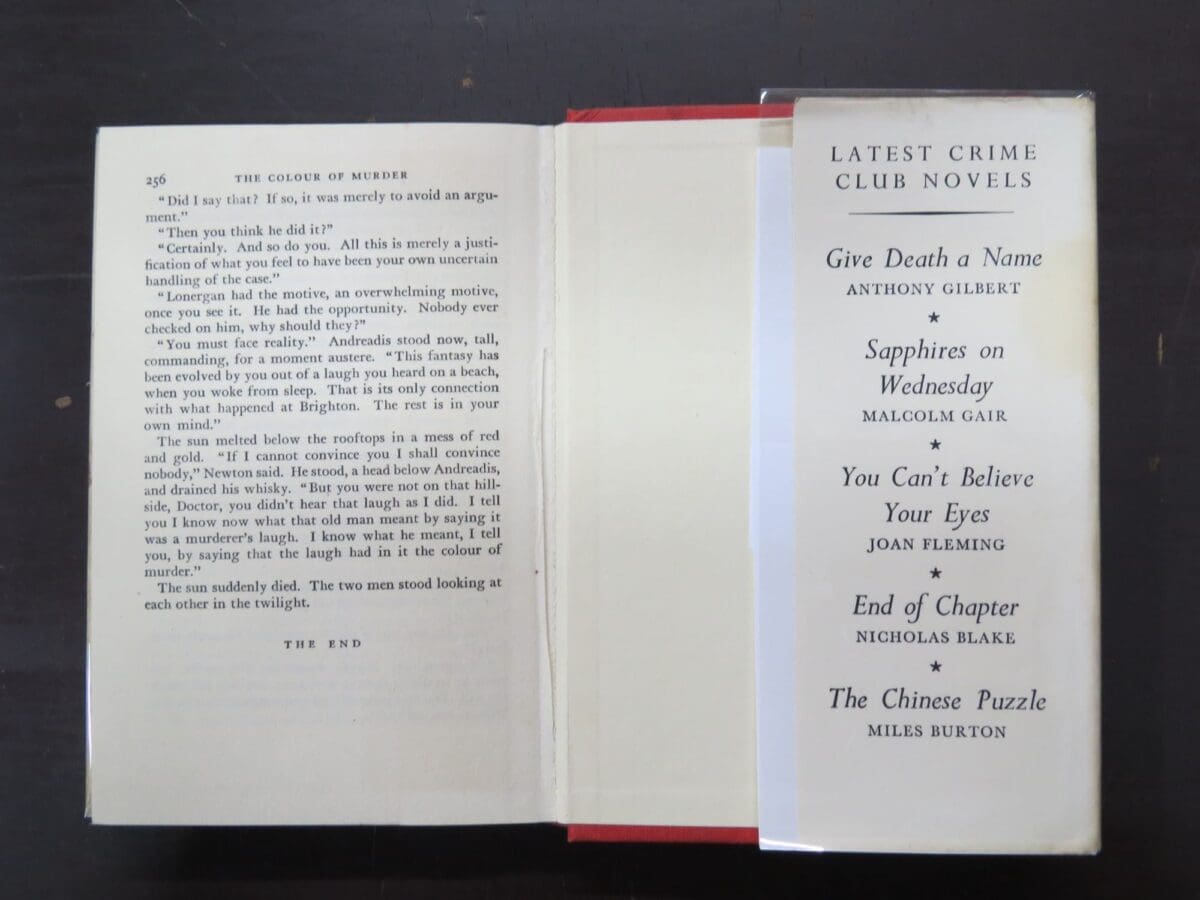 256 THE COLOUR OF MURDER
“Did I say that? If so, it was merely to avoid an argu-
ment.”
“Then you think he did it?”
“Certainly. And so do you. All this is merely a justi-
fication of what you feel to have been your own uncertain
handling of the case.”
“Lonergan had the motive, an overwhelming motive,
once you see it. He had the opportunity. Nobody ever
checked on him, why should they?”
“You must face reality.” Andreadis stood now, tall,
commanding, for a moment austere. “This fantasy has
been evolved by you out of a laugh you heard on a beach,
when you woke from sleep. That is its only connection
with what happened at Brighton. The rest is in your
own mind.”
The sun melted below the rooftops in a mess of red
and gold. “If I cannot convince you I shall convince
nobody,” Newton said. He stood, a head below Andreadis,
and drained his whisky. “But you were not on that hill-
side, Doctor, you didn’t hear that laugh as I did. I tell
you I know now what that old man meant by saying it
was a murderer’s laugh. I know what he meant, I tell
you, by saying that the laugh had in it the colour of
murder.”
The sun suddenly died. The two men stood looking at
each other in the twilight.
THE END
LATEST CRIME
CLUB NOVELS
Give Death a Name
ANTHONY GILBERT
★
Sapphires on
Wednesday
MALCOLM GAIR
★
You Can’t Believe
Your Eyes
JOAN FLEMING
★
End of Chapter
NICHOLAS BLAKE
★
The Chinese Puzzle
MILES BURTON